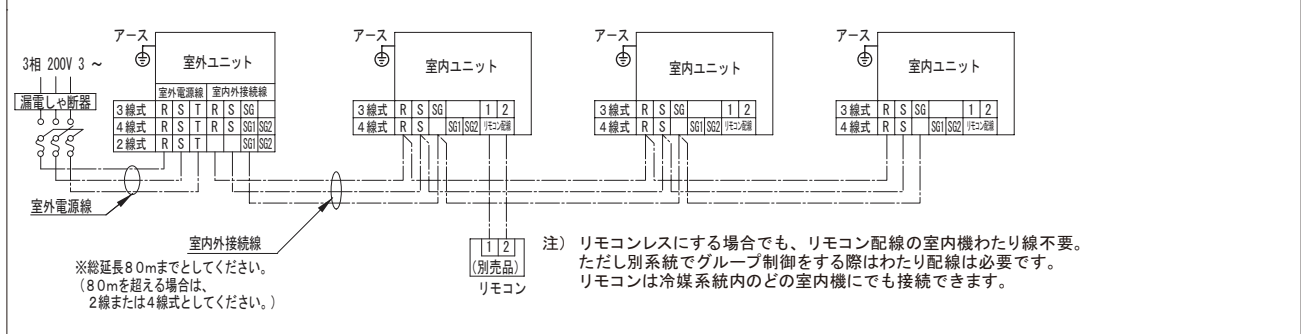 アース
室外ユニット
3相 200V 3 ~
漏電しゃ断器
室外電源線 室内外接続線
3線式 R S T R S SG
4線式 R S T R S SG1 SG2
2線式 R S T SG1 SG2
室外電源線
室内外接続線
※総延長80mまでとしてください。
(80mを超える場合は、
2線または4線式としてください。)
アース
室内ユニット
3線式 R S SG 1 2
4線式 R S SG1 SG2 リモコン配線
1 2
(別売品)
リモコン
アース
室内ユニット
3線式 R S SG 1 2
4線式 R S SG1 SG2 リモコン配線
アース
室内ユニット
3線式 R S SG 1 2
4線式 R S SG1 SG2 リモコン配線
注) リモコンレスにする場合でも、リモコン配線の室内機わたり線不要。
ただし別系統でグループ制御をする際はわたり配線は必要です。
リモコンは冷媒系統内のどの室内機にでも接続できます。